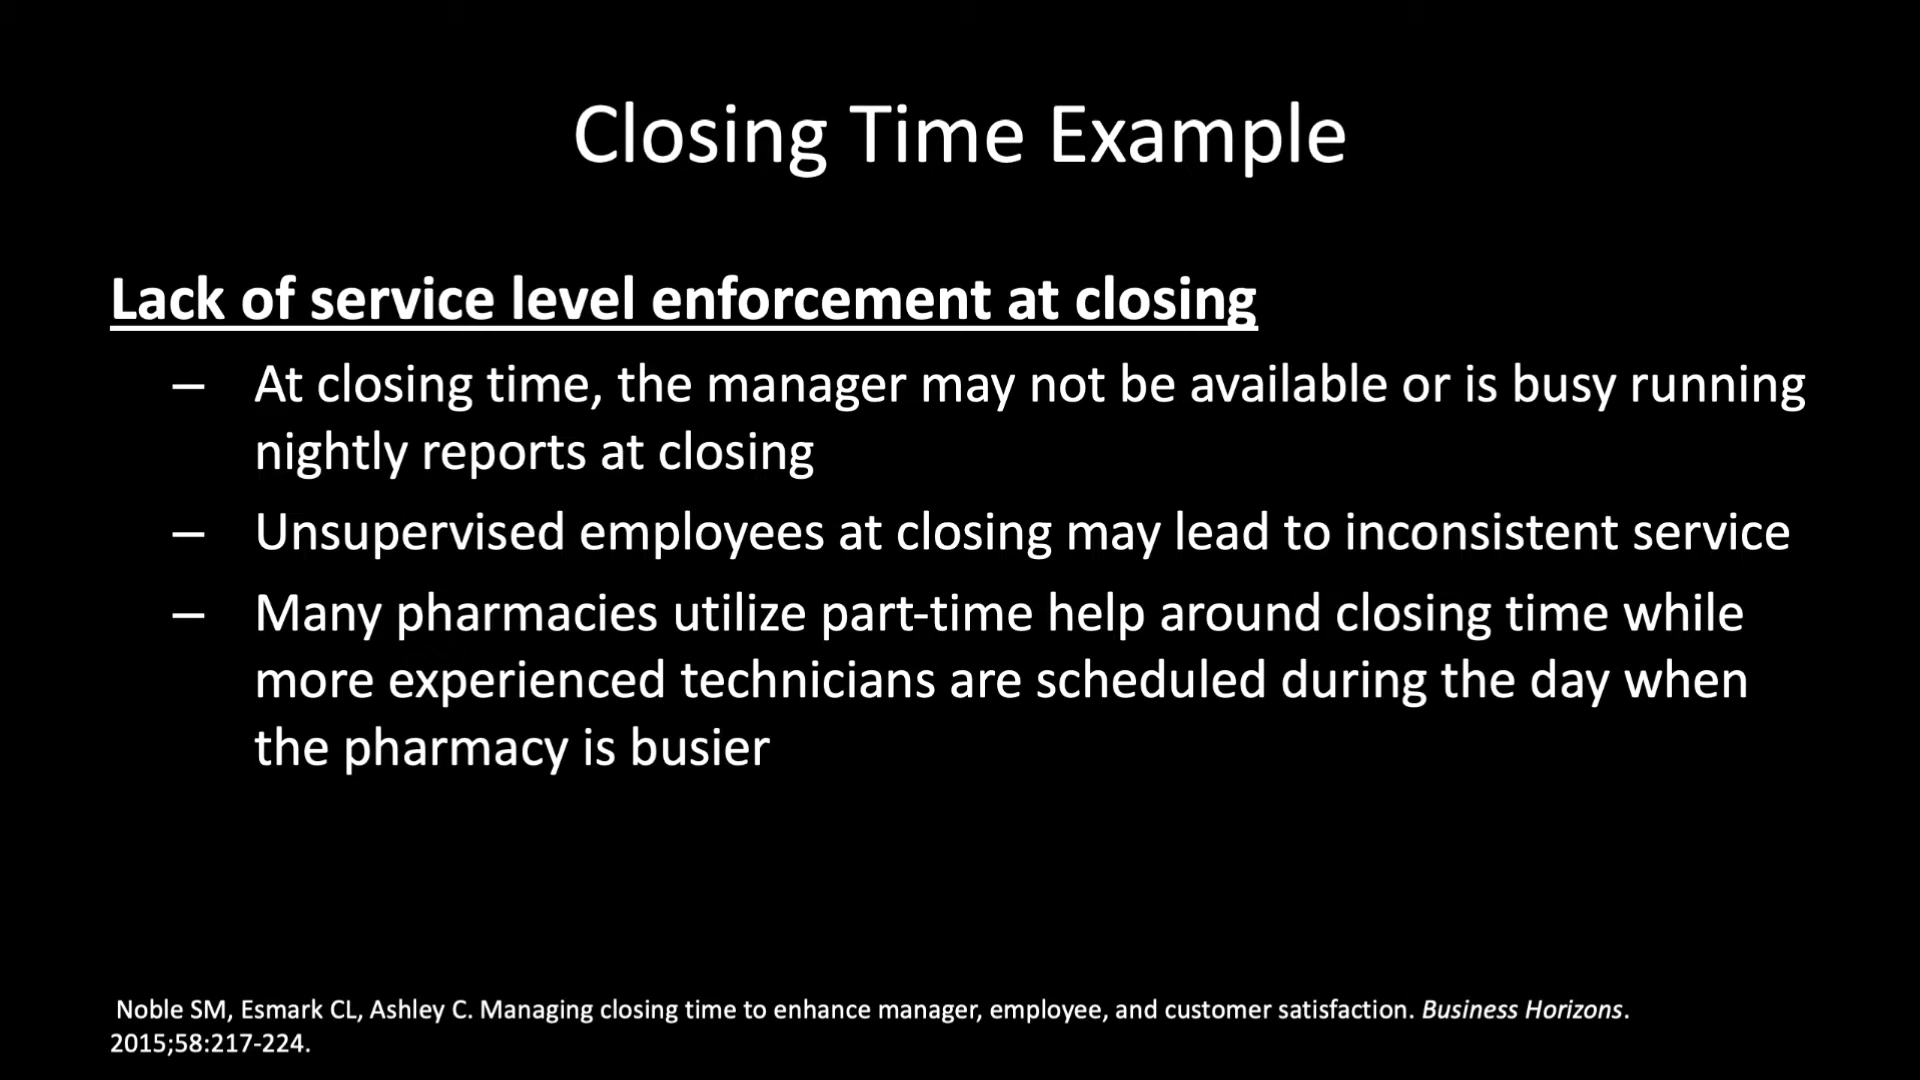 Closing Time Example
Lack of service level enforcement at closing
– At closing time, the manager may not be available or is busy running
nightly reports at closing
– Unsupervised employees at closing may lead to inconsistent service
– Many pharmacies utilize part-time help around closing time while
more experienced technicians are scheduled during the day when
the pharmacy is busier
Noble SM, Esmark CL, Ashley C. Managing closing time to enhance manager, employee, and customer satisfaction. Business Horizons.
2015;58:217-224.